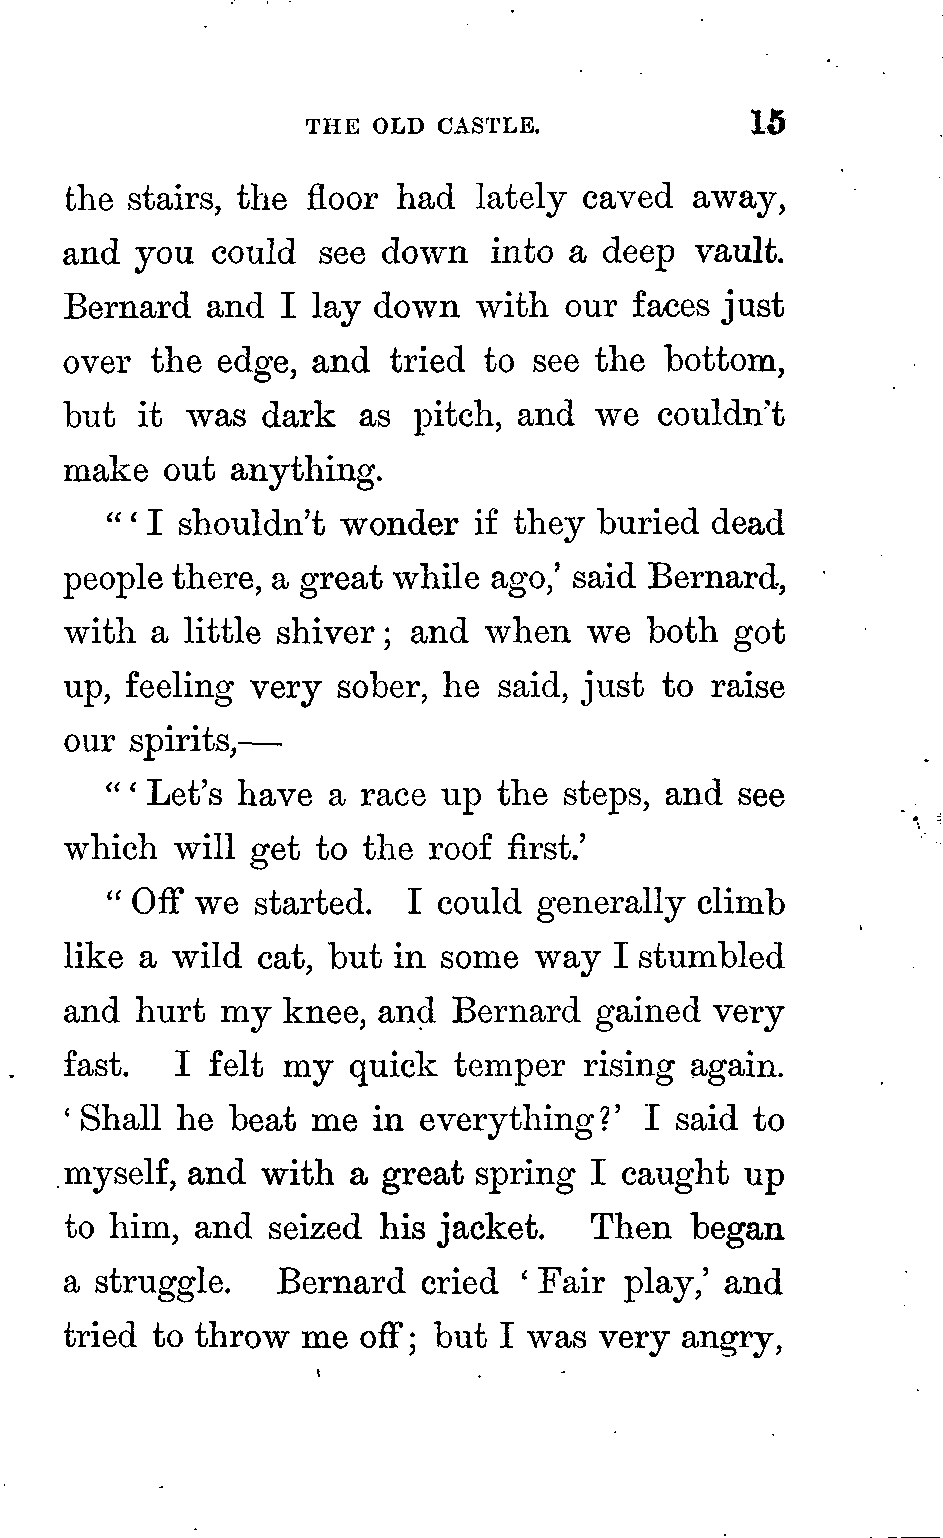 THE OLD CASTLE. 15
the stairs, the floor had lately caved away,
and you could see down into a deep vault.
Bernard and I lay down with our faces just
over the edge, and tried to see the bottom,
but it was dark as pitch, and we couldn't
make out anything.
"'I shouldn't wonder if they buried dead
people there, a great while ago,' said Bernard,
with a little shiver; and when we both got
up, feeling very sober, he said, just to raise
our spirits,—
"'Let's have a race up the steps, and see
which will get to the roof first.'
"Off we started. I could generally climb
like a wild cat, but in some way I stumbled
and hurt my knee, and Bernard gained very
fast. I felt my quick temper rising again.
'Shall he beat me in everything?' I said to
myself, and with a great spring I caught up
to him, and seized his jacket. Then began
a struggle. Bernard cried 'Fair play,' and
tried to throw me off; but I was very angry,